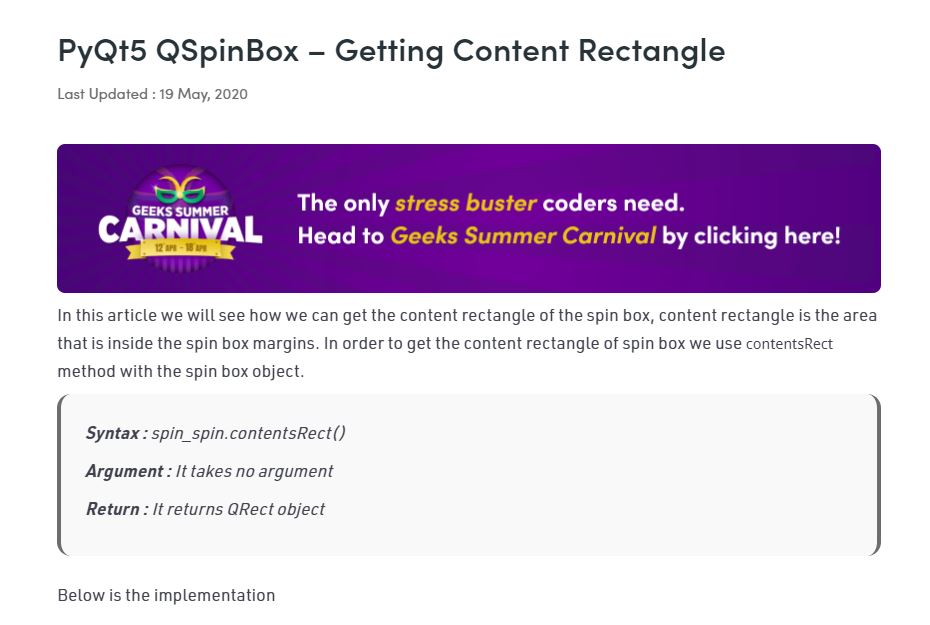 PyQt5 QSpinBox – Getting Content Rectangle
Last Updated : 19 May, 2020
GEEKS SUMMER
CARNIVAL
12 APR - 18 APR
The only stress buster coders need.
Head to Geeks Summer Carnival by clicking here!
In this article we will see how we can get the content rectangle of the spin box, content rectangle is the area
that is inside the spin box margins. In order to get the content rectangle of spin box we use contentsRect
method with the spin box object.
Syntax : spin_spin.contentsRect()
Argument : It takes no argument
Return : It returns QRect object
Below is the implementation